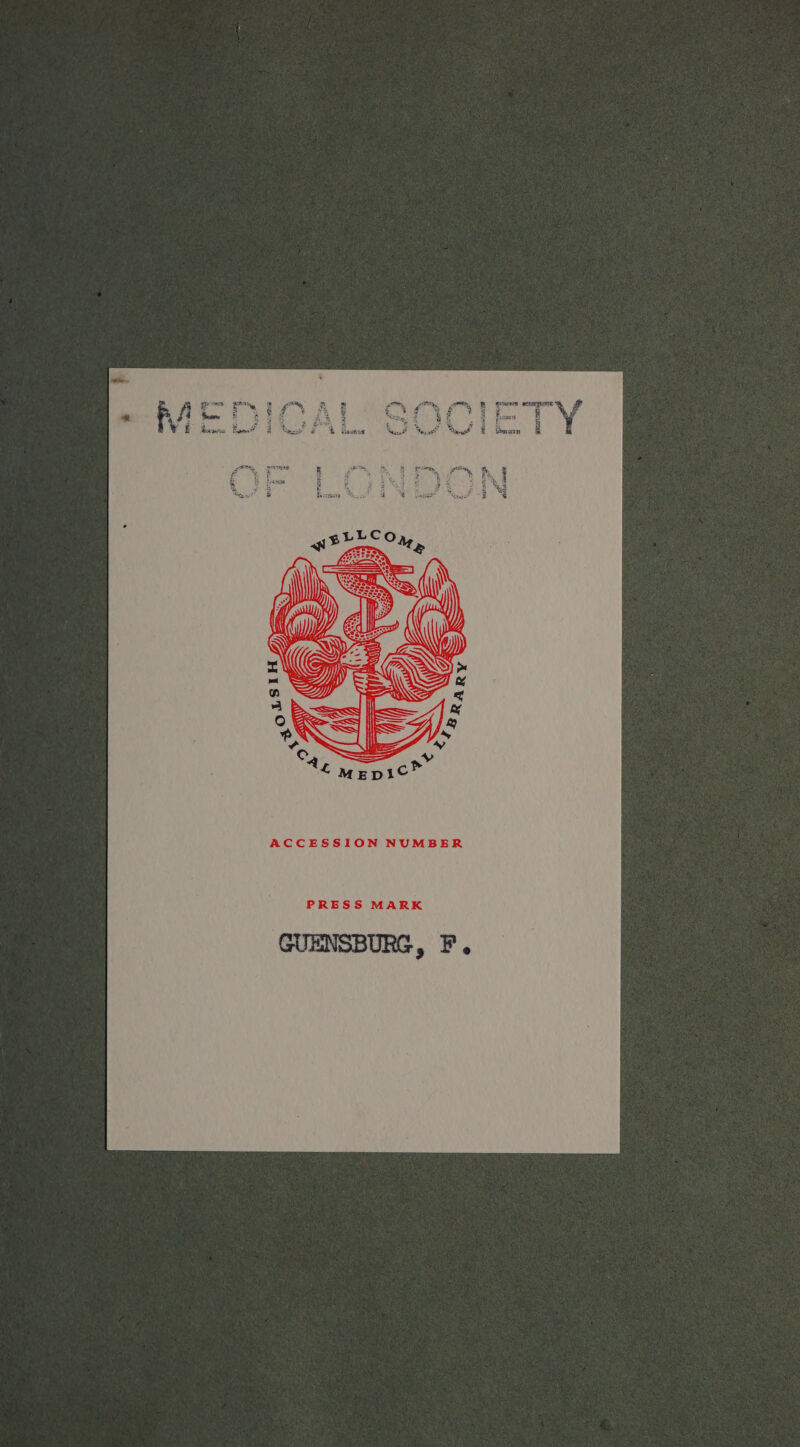 MEDICAL SOCIETY
OF LONDON
WELLCOME
HISTORICAL MEDICAL LIBRARY
ACCESSION NUMBER
PRESS MARK
GUENSBURG, F.